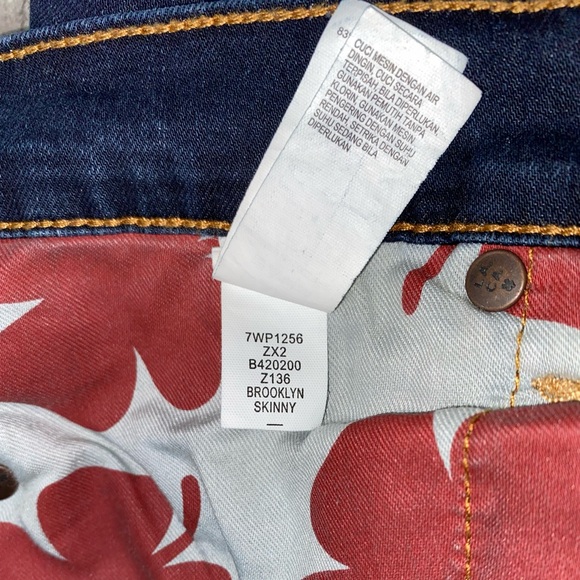 83
CUCI MESIN DENGAN AIR
DINGIN, CUCI SECARA
TERPISAH, BILA DIPERLUKAN,
GUNAKAN PEMUTIH TANPA
KLORIN, GUNAKAN MESIN
PENGERING DENGAN SUHU
RENDAH, SETRIKA DENGAN
SUHU SEDANG BILA
DIPERLUKAN
7WP1256
ZX2
B420200
Z136
BROOKLYN
SKINNY